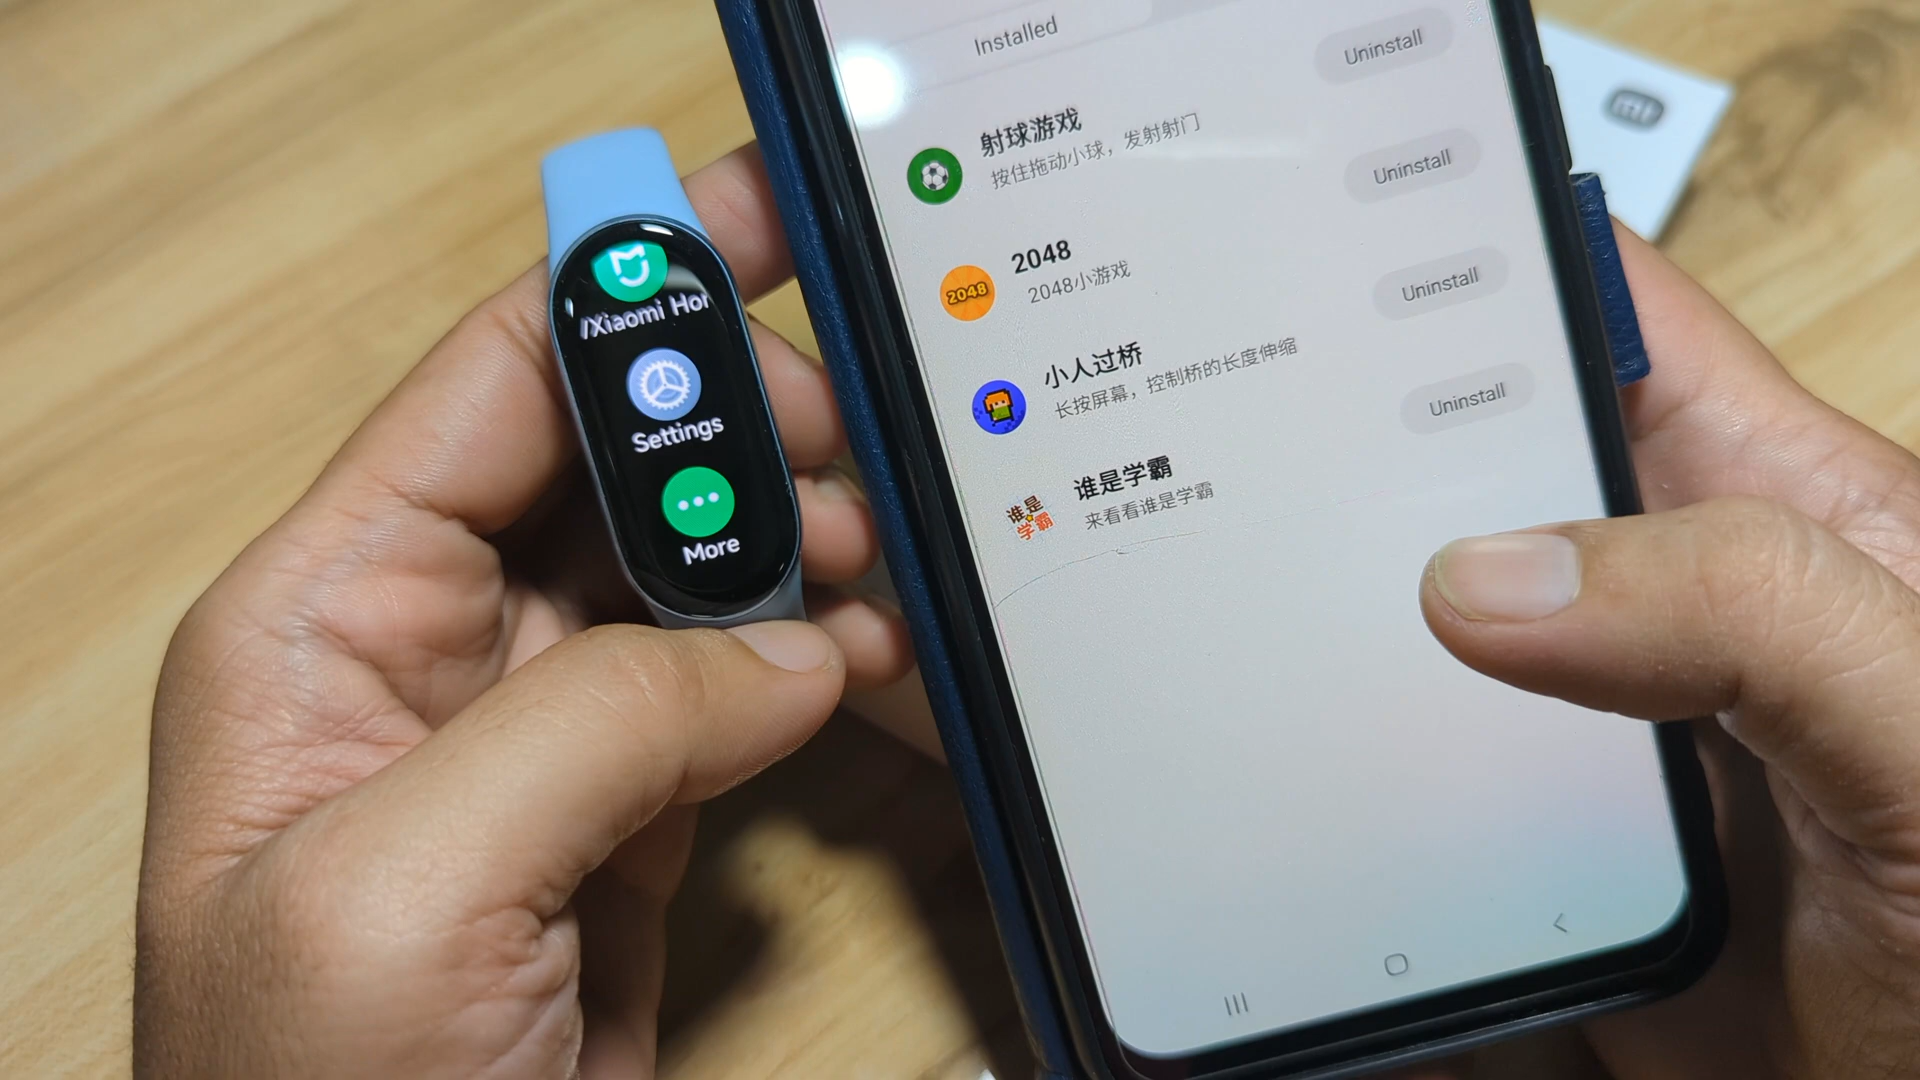 Installed
Uninstall
射球游戏
按住拖动小球，发射射门
Uninstall
2048
2048
2048小游戏
Uninstall
小人过桥
长按屏幕，控制桥的长度伸缩
Uninstall
谁是学霸
来看看谁是学霸
谁是
学霸
Xiaomi Hom
Settings
More
mi